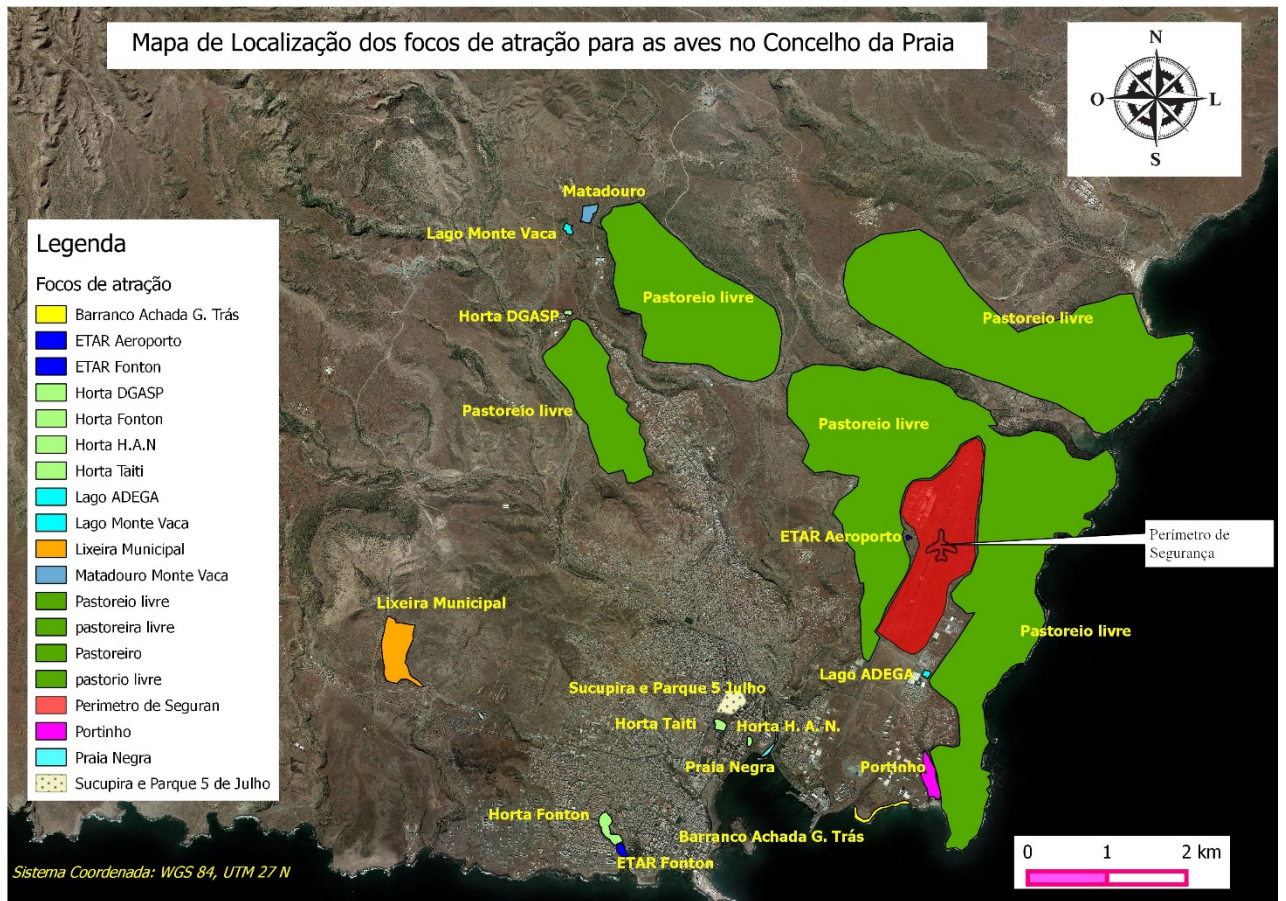 Mapa de Localização dos focos de atração para as aves no Concelho da Praia
N
O
L
S
Legenda
Focos de atração
Barranco Achada G. Trás
ETAR Aeroporto
ETAR Fonton
Horta DGASP
Horta Fonton
Horta H.A.N
Horta Taiti
Lago ADEGA
Lago Monte Vaca
Lixeira Municipal
Matadouro Monte Vaca
Pastoreio livre
pastoreira livre
Pastoreiro
pastorio livre
Perimetro de Seguran
Portinho
Praia Negra
Sucupira e Parque 5 de Julho
Matadouro
Lago Monte Vaca
Pastoreio livre
Pastoreio livre
Horta DGASP
Pastoreio livre
Pastoreio livre
ETAR Aeroporto
Perímetro de
Segurança
Lixeira Municipal
Pastoreio livre
Lago ADEGA
Sucupira e Parque 5 Julho
Horta Taiti
Horta H. A. N.
Praia Negra
Portinho
Horta Fonton
Barranco Achada G. Trás
ETAR Fonton
0 1 2 km
Sistema Coordenada: WGS 84, UTM 27 N